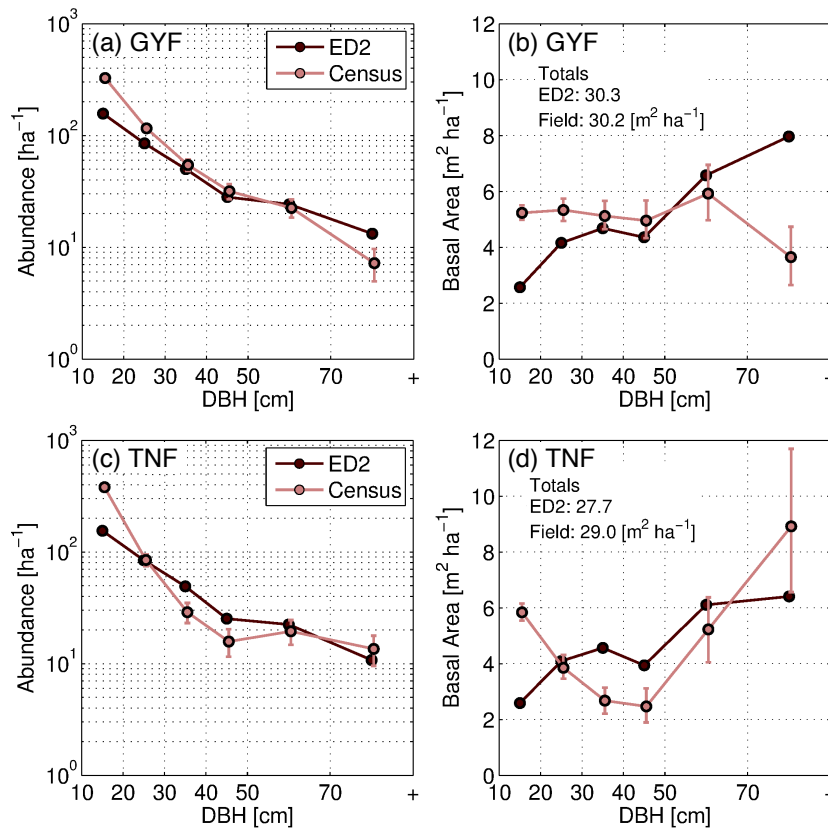 (a) GYF
ED2
Census
Abundance [ha⁻¹]
10³
10²
10¹
10⁰
10 20 30 40 50 70 +
DBH [cm]
(b) GYF
Totals
ED2: 30.3
Field: 30.2 [m² ha⁻¹]
Basal Area [m² ha⁻¹]
12
10
8
6
4
2
0
10 20 30 40 50 70 +
DBH [cm]
(c) TNF
ED2
Census
Abundance [ha⁻¹]
10³
10²
10¹
10⁰
10 20 30 40 50 70 +
DBH [cm]
(d) TNF
Totals
ED2: 27.7
Field: 29.0 [m² ha⁻¹]
Basal Area [m² ha⁻¹]
12
10
8
6
4
2
0
10 20 30 40 50 70 +
DBH [cm]